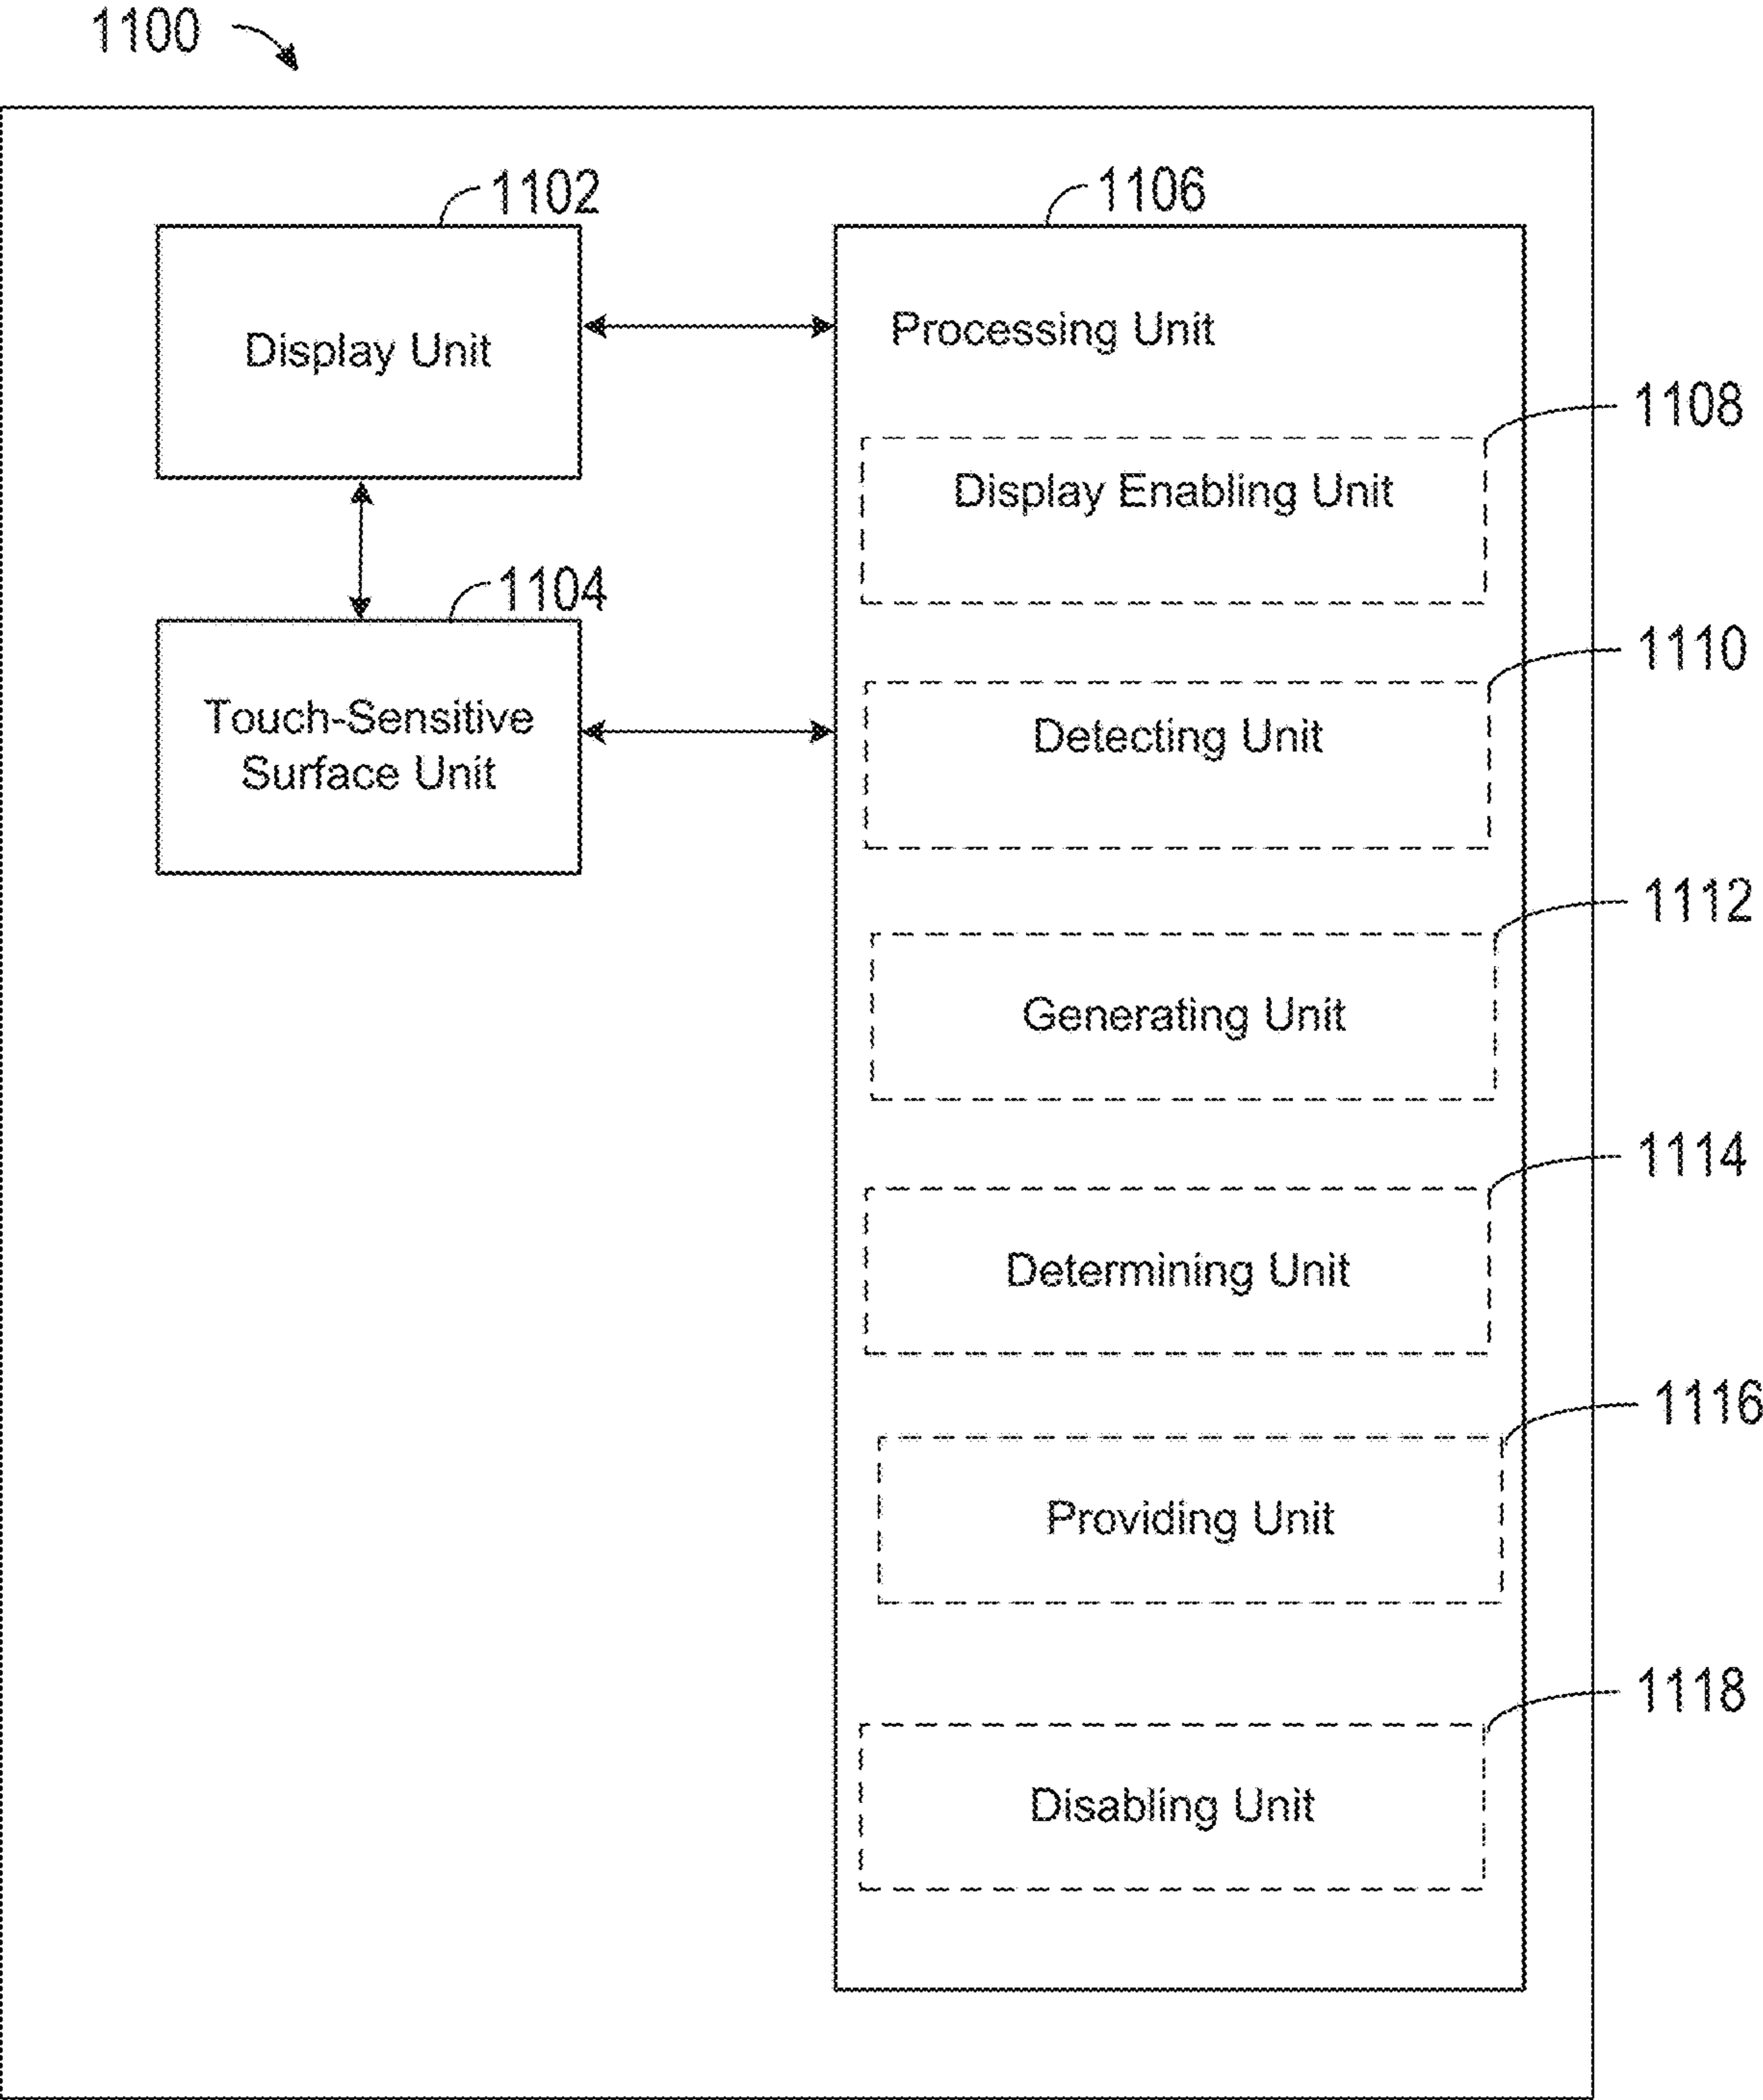 1100
1102
1106
Display Unit
Processing Unit
1108
Display Enabling Unit
1104
1110
Touch-Sensitive
Surface Unit
Detecting Unit
1112
Generating Unit
1114
Determining Unit
1116
Providing Unit
1118
Disabling Unit